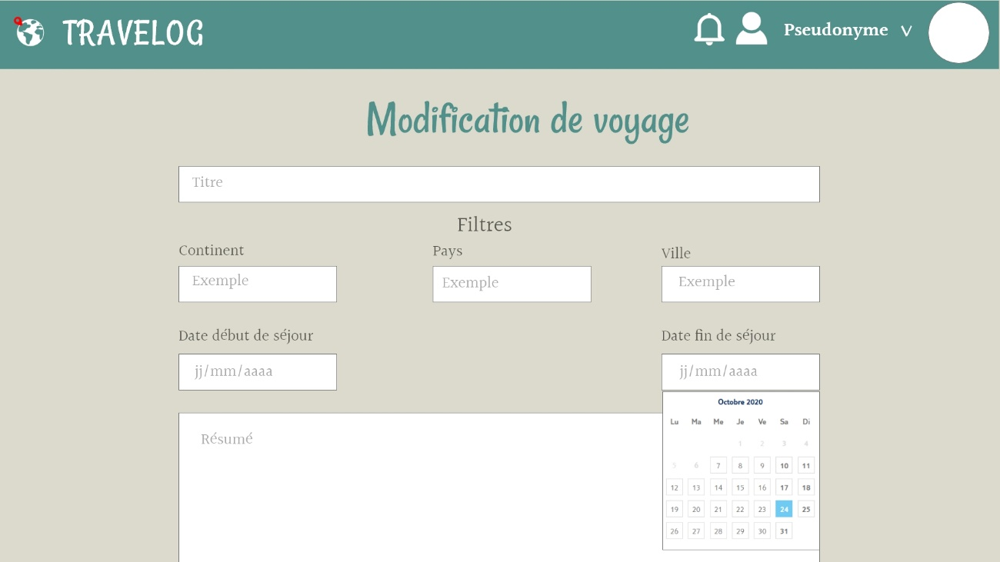 TRAVELOG
Pseudonyme V
Modification de voyage
Titre
Filtres
Continent Pays Ville
Exemple Exemple Exemple
Date début de séjour Date fin de séjour
jj/mm/aaaa jj/mm/aaaa
Résumé
Octobre 2020
Lu Ma Me Je Ve Sa Di
1 2 3 4
5 6 7 8 9 10 11
12 13 14 15 16 17 18
19 20 21 22 23 24 25
26 27 28 29 30 31